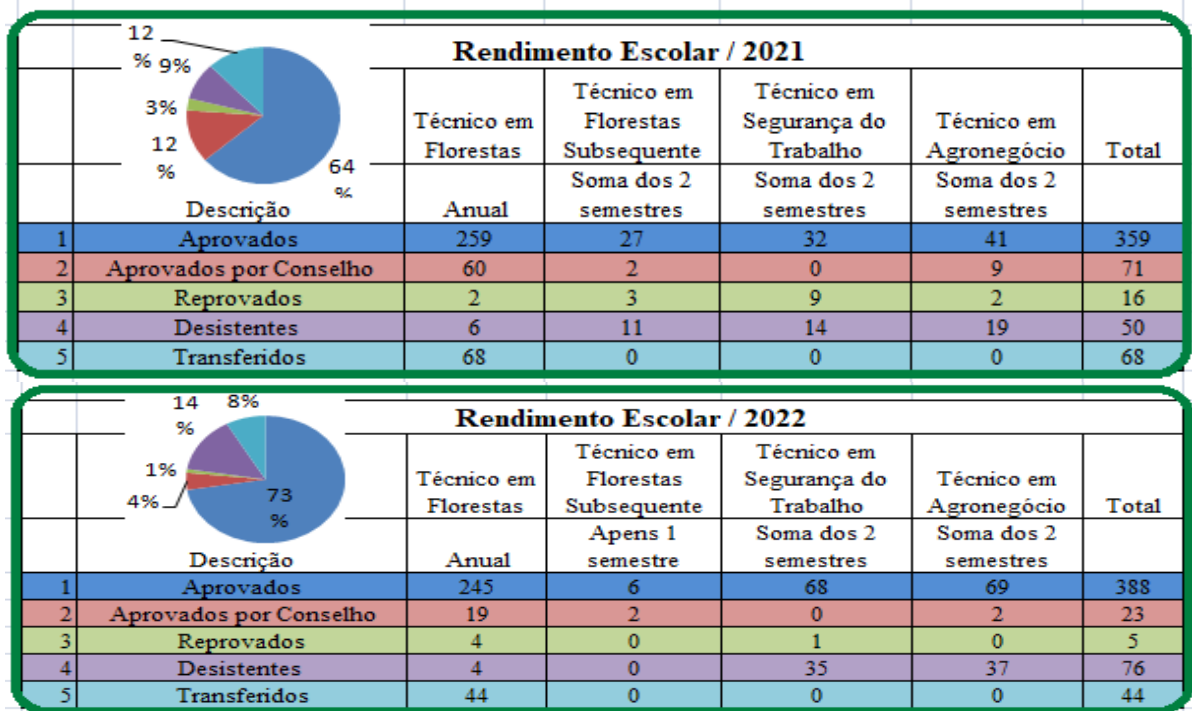 Rendimento Escolar / 2021
12
% 9%
3%
12
%
64
%
Descrição
Técnico em
Florestas
Anual
Técnico em
Florestas
Subsequente
Soma dos 2
semestres
Técnico em
Segurança do
Trabalho
Soma dos 2
semestres
Técnico em
Agronegócio
Soma dos 2
semestres
Total
1 Aprovados 259 27 32 41 359
2 Aprovados por Conselho 60 2 0 9 71
3 Reprovados 2 3 9 2 16
4 Desistentes 6 11 14 19 50
5 Transferidos 68 0 0 0 68
Rendimento Escolar / 2022
14 8%
%
1%
4%
73
%
Descrição
Técnico em
Florestas
Anual
Técnico em
Florestas
Subsequente
Apens 1
semestre
Técnico em
Segurança do
Trabalho
Soma dos 2
semestres
Técnico em
Agronegócio
Soma dos 2
semestres
Total
1 Aprovados 245 6 68 69 388
2 Aprovados por Conselho 19 2 0 2 23
3 Reprovados 4 0 1 0 5
4 Desistentes 4 0 35 37 76
5 Transferidos 44 0 0 0 44